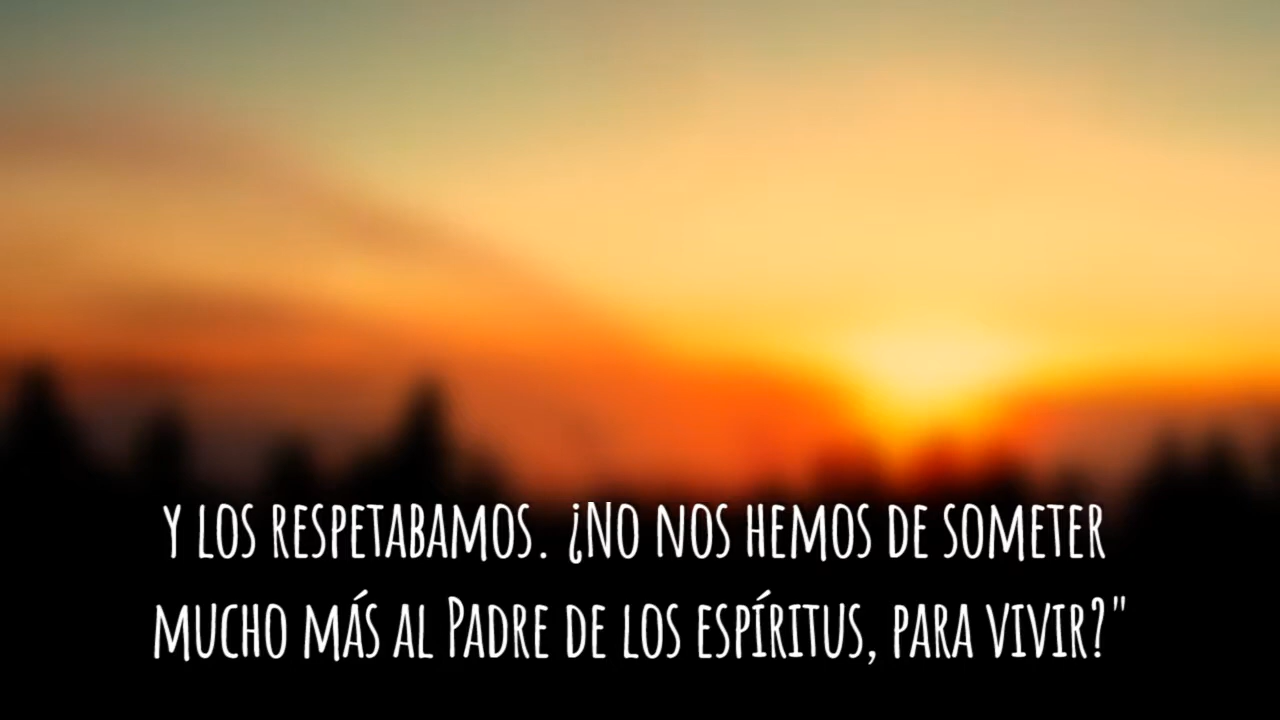 y los respetabamos. ¿No nos hemos de someter
mucho más al Padre de los espíritus, para vivir?"